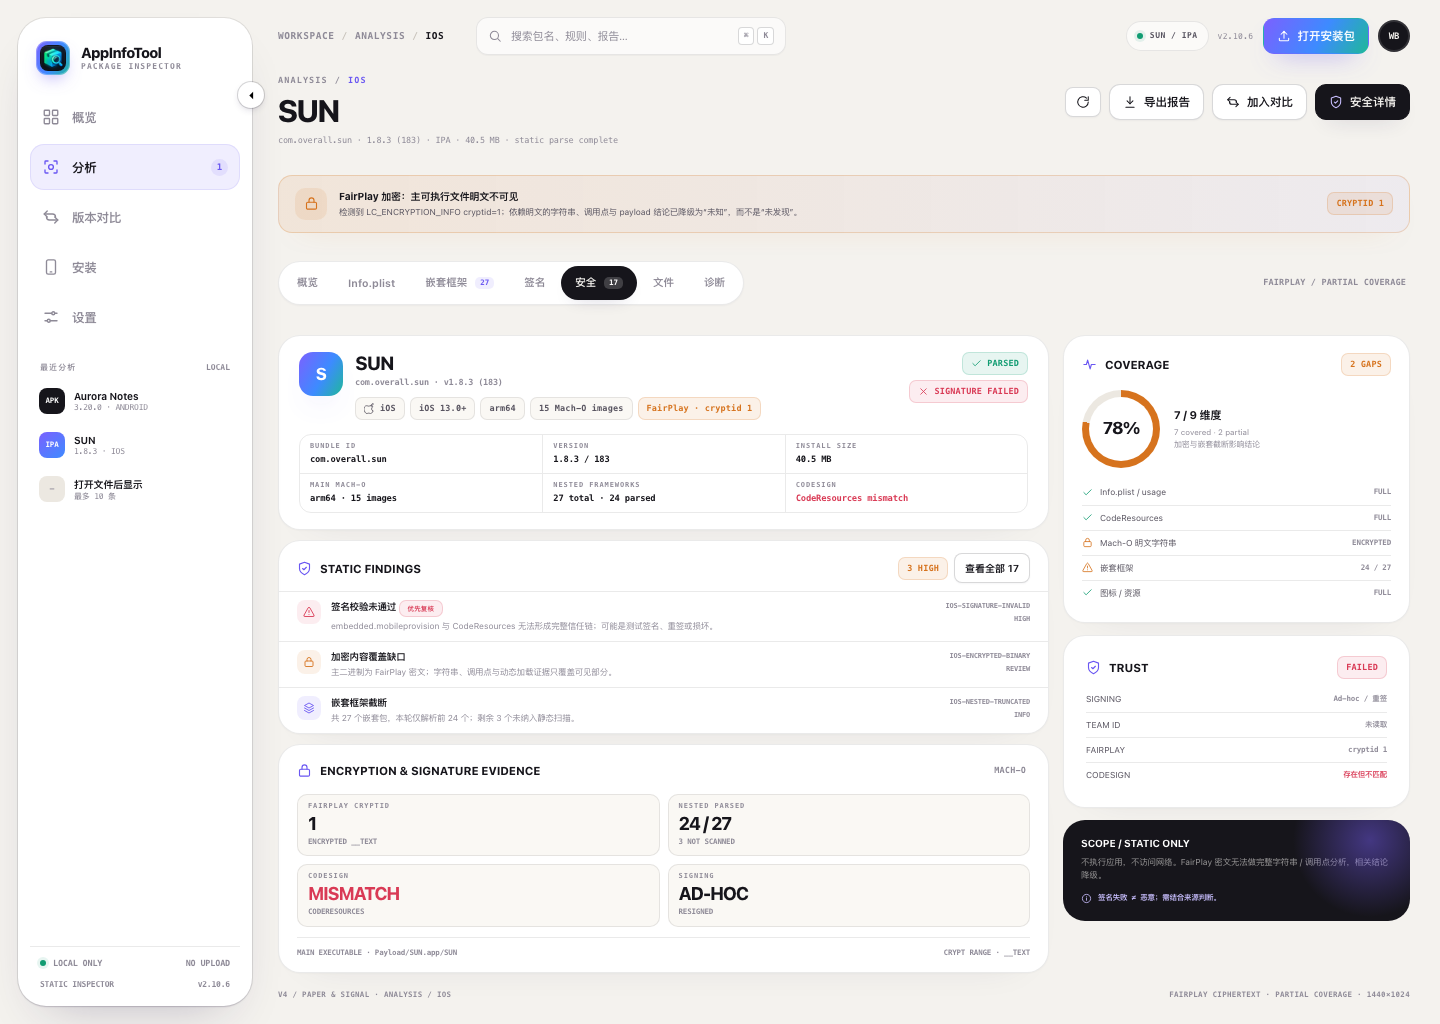 AppInfoTool
PACKAGE INSPECTOR
概览
分析 1
版本对比
安装
设置
最近分析 LOCAL
APK Aurora Notes
3.20.0 · ANDROID
IPA SUN
1.8.3 · IOS
打开文件后显示
最多 10 条
LOCAL ONLY NO UPLOAD
STATIC INSPECTOR v2.10.6
WORKSPACE / ANALYSIS / IOS
搜索包名、规则、报告... ⌘ K
SUN / IPA
v2.10.6
打开安装包
WB
ANALYSIS / IOS
SUN
com.overall.sun · 1.8.3 (183) · IPA · 40.5 MB · static parse complete
导出报告
加入对比
安全详情
FairPlay 加密：主可执行文件明文不可见
检测到 LC_ENCRYPTION_INFO cryptid=1；依赖明文的字符串、调用点与 payload 结论已降级为“未知”，而不是“未发现”。
CRYPTID 1
概览 Info.plist 嵌套框架 27 签名 安全 17 文件 诊断
FAIRPLAY / PARTIAL COVERAGE
S
SUN
com.overall.sun · v1.8.3 (183)
iOS iOS 13.0+ arm64 15 Mach-O images FairPlay · cryptid 1
PARSED
SIGNATURE FAILED
BUNDLE ID VERSION INSTALL SIZE
com.overall.sun 1.8.3 / 183 40.5 MB
MAIN MACH-O NESTED FRAMEWORKS CODESIGN
arm64 · 15 images 27 total · 24 parsed CodeResources mismatch
STATIC FINDINGS 3 HIGH 查看全部 17
签名校验未通过 优先复核 IOS-SIGNATURE-INVALID
embedded.mobileprovision 与 CodeResources 无法形成完整信任链；可能是测试签名、重签或损坏。 HIGH
加密内容覆盖缺口 IOS-ENCRYPTED-BINARY
主二进制为 FairPlay 密文；字符串、调用点与动态加载证据只覆盖可见部分。 REVIEW
嵌套框架截断 IOS-NESTED-TRUNCATED
共 27 个嵌套包，本轮仅解析前 24 个；剩余 3 个未纳入静态扫描。 INFO
ENCRYPTION & SIGNATURE EVIDENCE MACH-O
FAIRPLAY CRYPTID NESTED PARSED
1 24/27
ENCRYPTED __TEXT 3 NOT SCANNED
CODESIGN SIGNING
MISMATCH AD-HOC
CODERESOURCES RESIGNED
MAIN EXECUTABLE · Payload/SUN.app/SUN CRYPT RANGE · __TEXT
COVERAGE 2 GAPS
78%
7 / 9 维度
7 covered · 2 partial
加密与嵌套截断影响结论
Info.plist / usage FULL
CodeResources FULL
Mach-O 明文字符串 ENCRYPTED
嵌套框架 24 / 27
图标 / 资源 FULL
TRUST FAILED
SIGNING Ad-hoc / 重签
TEAM ID 未读取
FAIRPLAY cryptid 1
CODESIGN 存在但不匹配
SCOPE / STATIC ONLY
不执行应用，不访问网络。FairPlay 密文无法做完整字符串 / 调用点分析，相关结论
降级。
签名失败 ≠ 恶意；需结合来源判断。
V4 / PAPER & SIGNAL · ANALYSIS / IOS
FAIRPLAY CIPHERTEXT · PARTIAL COVERAGE · 1440×1024